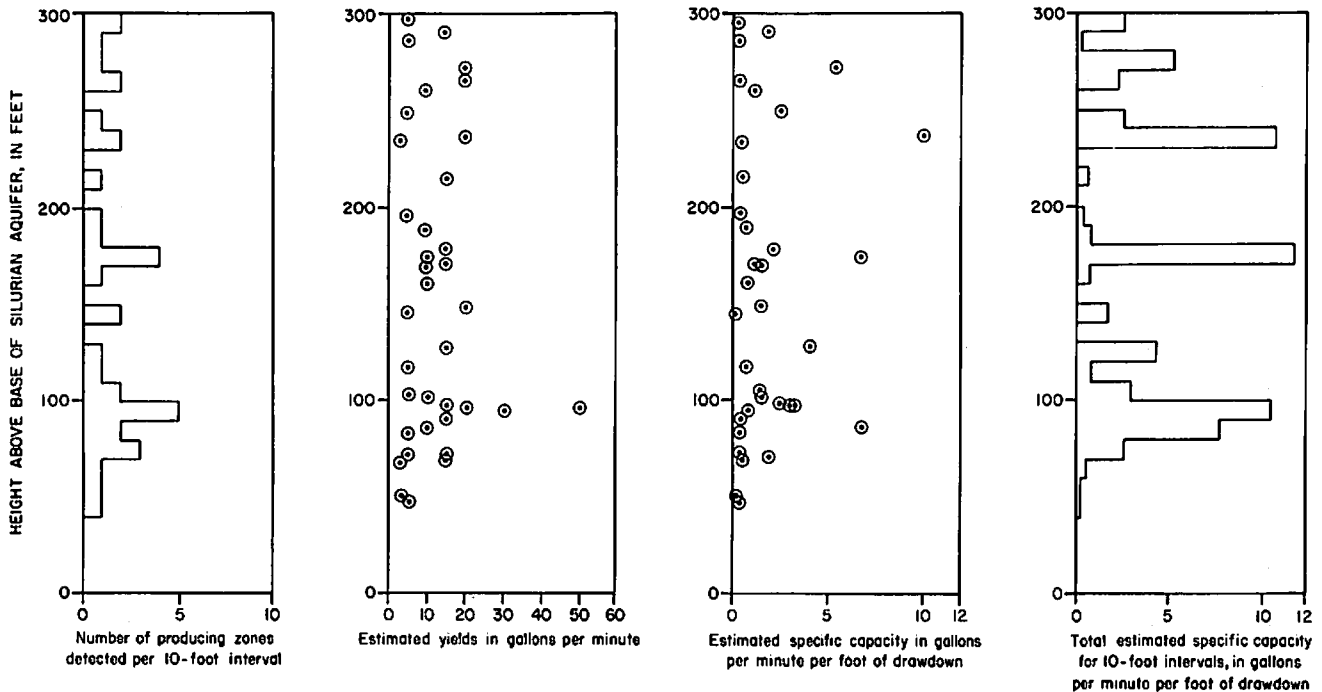 HEIGHT ABOVE BASE OF SILURIAN AQUIFER, IN FEET
300
200
100
0
0 5 10
Number of producing zones
detected per 10-foot interval
300
200
100
0
0 10 20 30 40 50 60
Estimated yields in gallons per minute
300
200
100
0
0 5 10 12
Estimated specific capacity in gallons
per minute per foot of drawdown
300
200
100
0
0 5 10 12
Total estimated specific capacity
for 10-foot intervals, in gallons
per minute per foot of drawdown